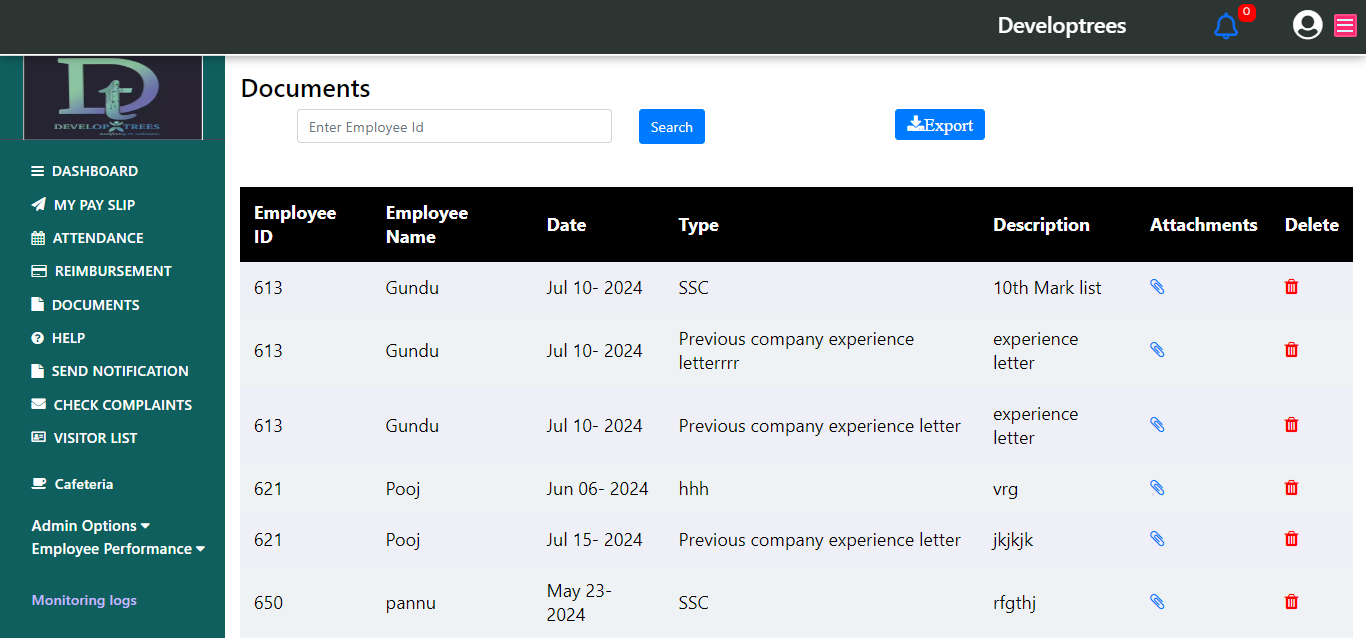 Developtrees
0
DEVELOP TREES
Documents
Enter Employee Id
Search
Export
DASHBOARD
MY PAY SLIP
ATTENDANCE
REIMBURSEMENT
DOCUMENTS
HELP
SEND NOTIFICATION
CHECK COMPLAINTS
VISITOR LIST
Cafeteria
Admin Options
Employee Performance
Monitoring logs
Employee ID Employee Name Date Type Description Attachments Delete
613 Gundu Jul 10- 2024 SSC 10th Mark list
613 Gundu Jul 10- 2024 Previous company experience letterrrr experience letter
613 Gundu Jul 10- 2024 Previous company experience letter experience letter
621 Pooj Jun 06- 2024 hhh vrg
621 Pooj Jul 15- 2024 Previous company experience letter jkjkjk
650 pannu May 23- 2024 SSC rfgthj